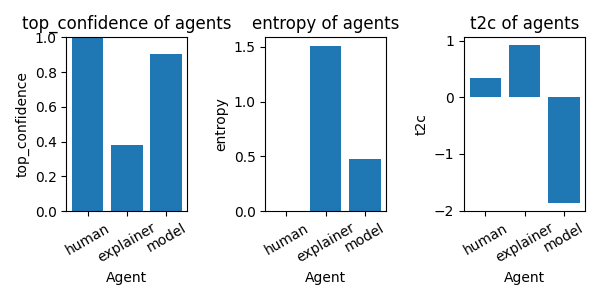 top_confidence of agents
top_confidence
1.0
0.8
0.6
0.4
0.2
0.0
human
explainer
model
Agent
entropy of agents
entropy
1.5
1.0
0.5
0.0
human
explainer
model
Agent
t2c of agents
t2c
1
0
−1
−2
human
explainer
model
Agent